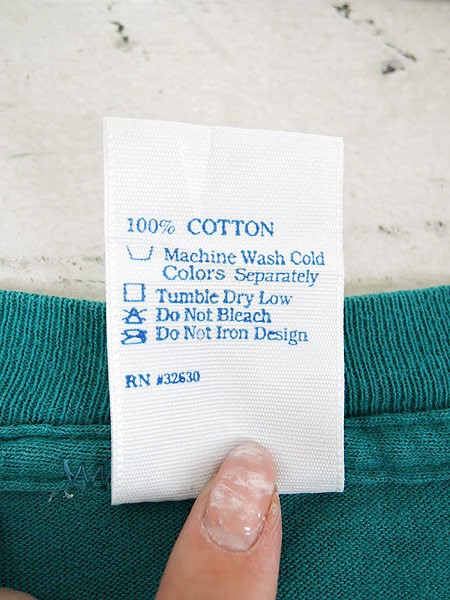 100% COTTON
Machine Wash Cold
Colors Separately
Tumble Dry Low
Do Not Bleach
Do Not Iron Design
RN #32630